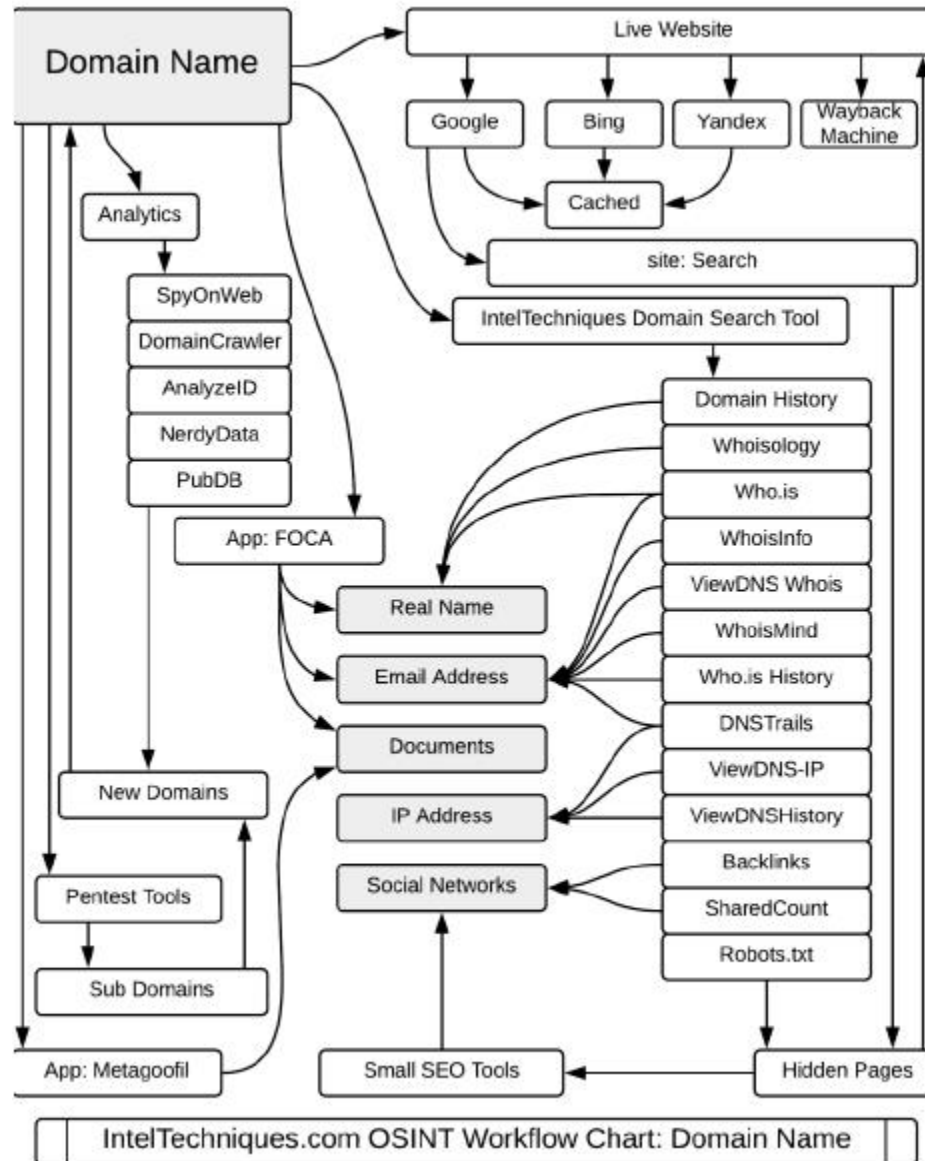 Domain Name
Live Website
Google
Bing
Yandex
Wayback
Machine
Cached
Analytics
site: Search
SpyOnWeb
IntelTechniques Domain Search Tool
DomainCrawler
AnalyzeID
NerdyData
PubDB
Domain History
Whoisology
Who.is
WhoisInfo
ViewDNS Whois
WhoisMind
Who.is History
DNSTrails
ViewDNS-IP
ViewDNSHistory
Backlinks
SharedCount
Robots.txt
App: FOCA
Real Name
Email Address
Documents
IP Address
Social Networks
New Domains
Pentest Tools
Sub Domains
App: Metagoofil
Small SEO Tools
Hidden Pages
IntelTechniques.com OSINT Workflow Chart: Domain Name